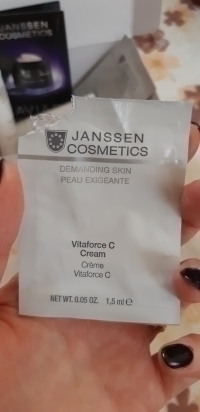 JANSSEN
COSMETICS
JANSSEN
COSMETICS
DEMANDING SKIN
PEAU EXIGEANTE
Vitaforce C
Cream
Crème
Vitaforce C
NET WT. 0.05 OZ. 1,5 ml ℮